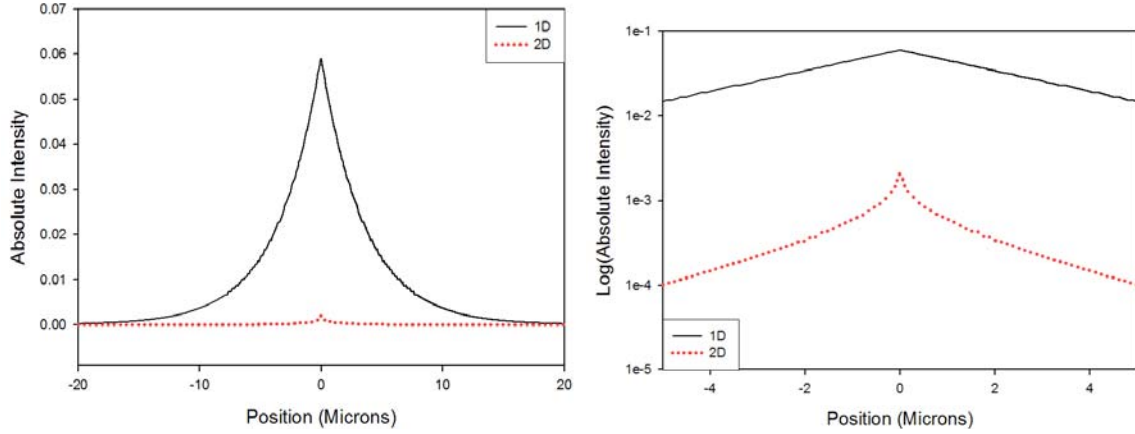 0.07
0.06
0.05
0.04
0.03
0.02
0.01
0.00
Absolute Intensity
-20
-10
0
10
20
Position (Microns)
1D
2D
1e-1
1e-2
1e-3
1e-4
1e-5
Log(Absolute Intensity)
-4
-2
0
2
4
Position (Microns)
1D
2D